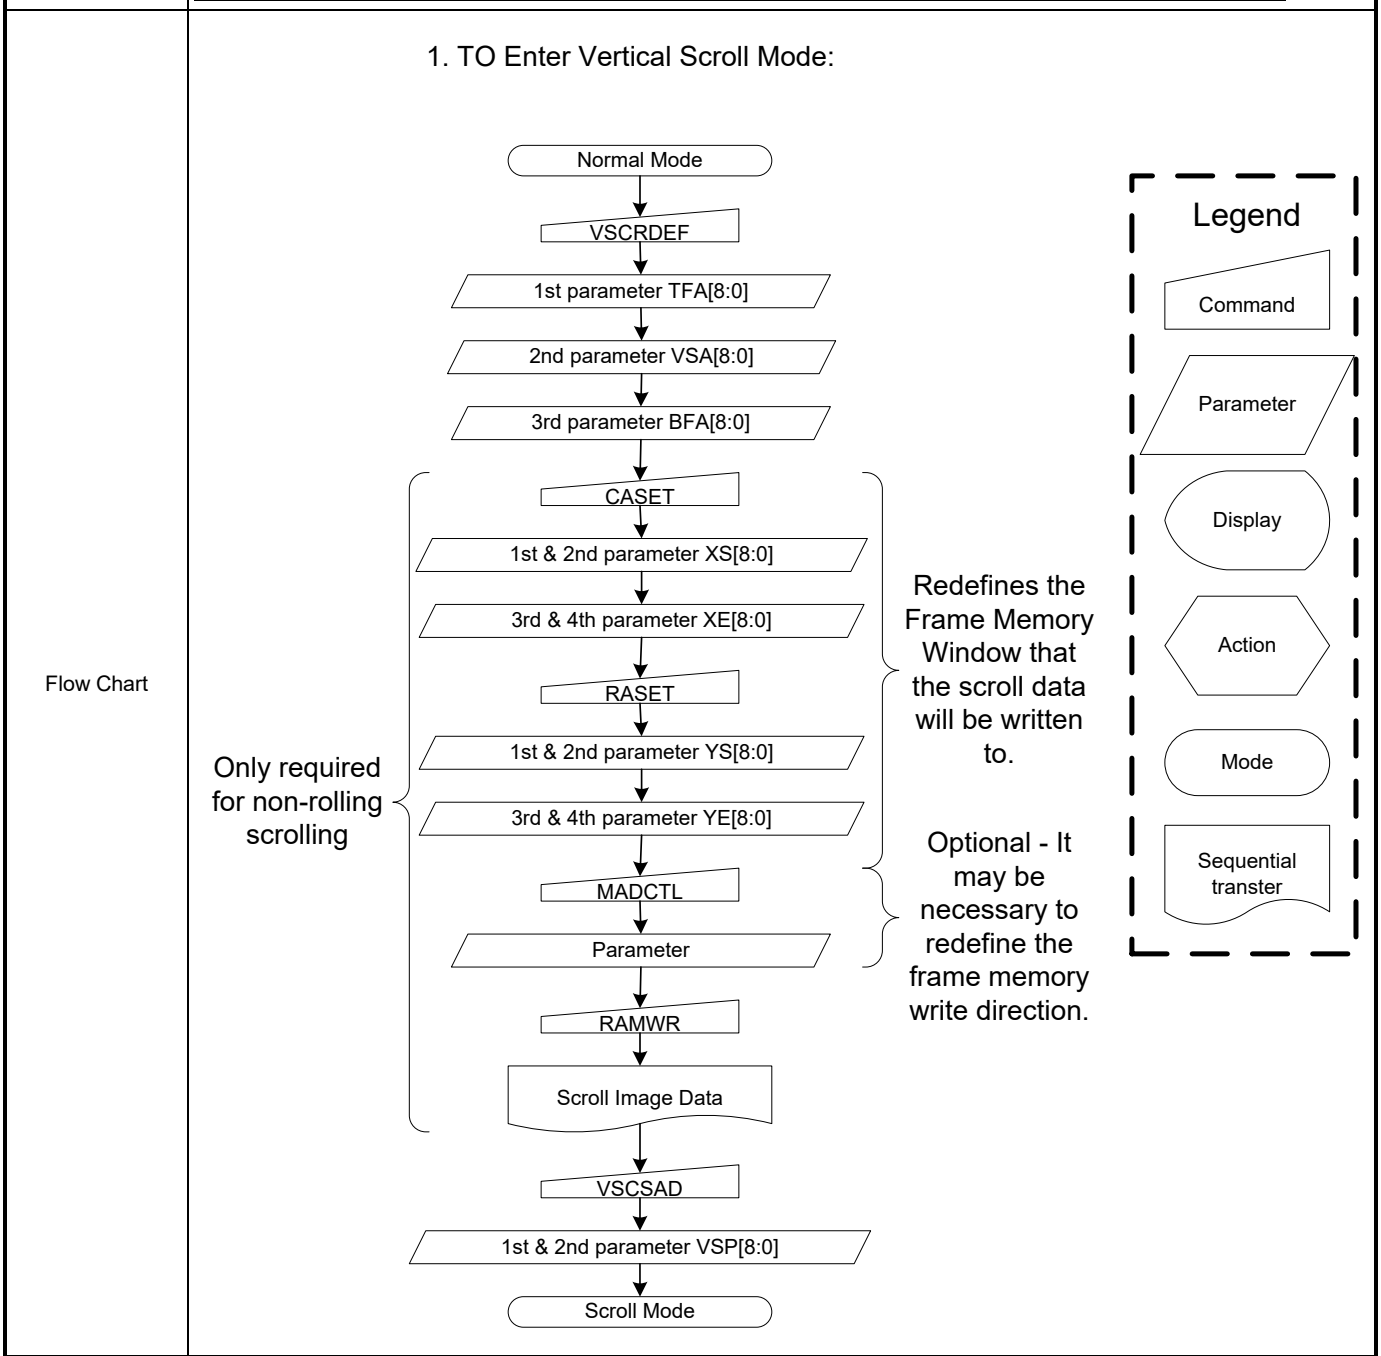 1. TO Enter Vertical Scroll Mode:
Flow Chart
Normal Mode
VSCRDEF
1st parameter TFA[8:0]
2nd parameter VSA[8:0]
3rd parameter BFA[8:0]
CASET
1st & 2nd parameter XS[8:0]
3rd & 4th parameter XE[8:0]
RASET
1st & 2nd parameter YS[8:0]
3rd & 4th parameter YE[8:0]
MADCTL
Parameter
RAMWR
Scroll Image Data
VSCSAD
1st & 2nd parameter VSP[8:0]
Scroll Mode
Only required
for non-rolling
scrolling
Redefines the
Frame Memory
Window that
the scroll data
will be written
to.
Optional - It
may be
necessary to
redefine the
frame memory
write direction.
Legend
Command
Parameter
Display
Action
Mode
Sequential
transter